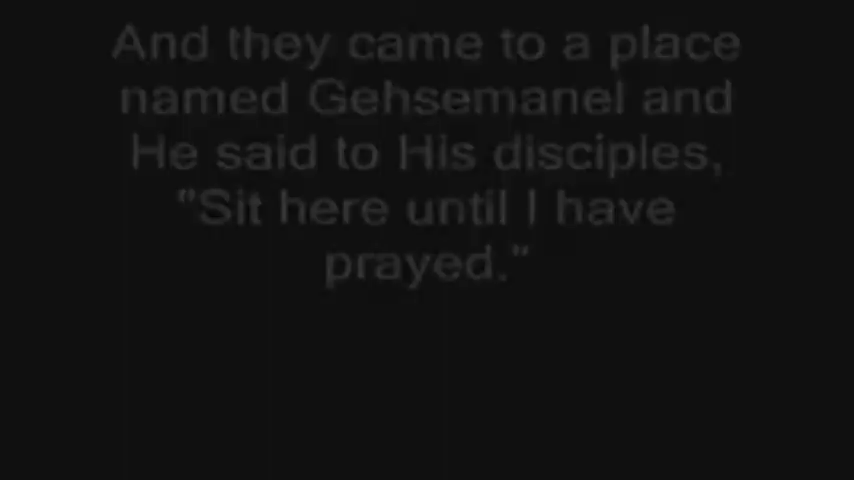 And they came to a place
named Gehsemanel and
He said to His disciples,
"Sit here until I have
prayed."